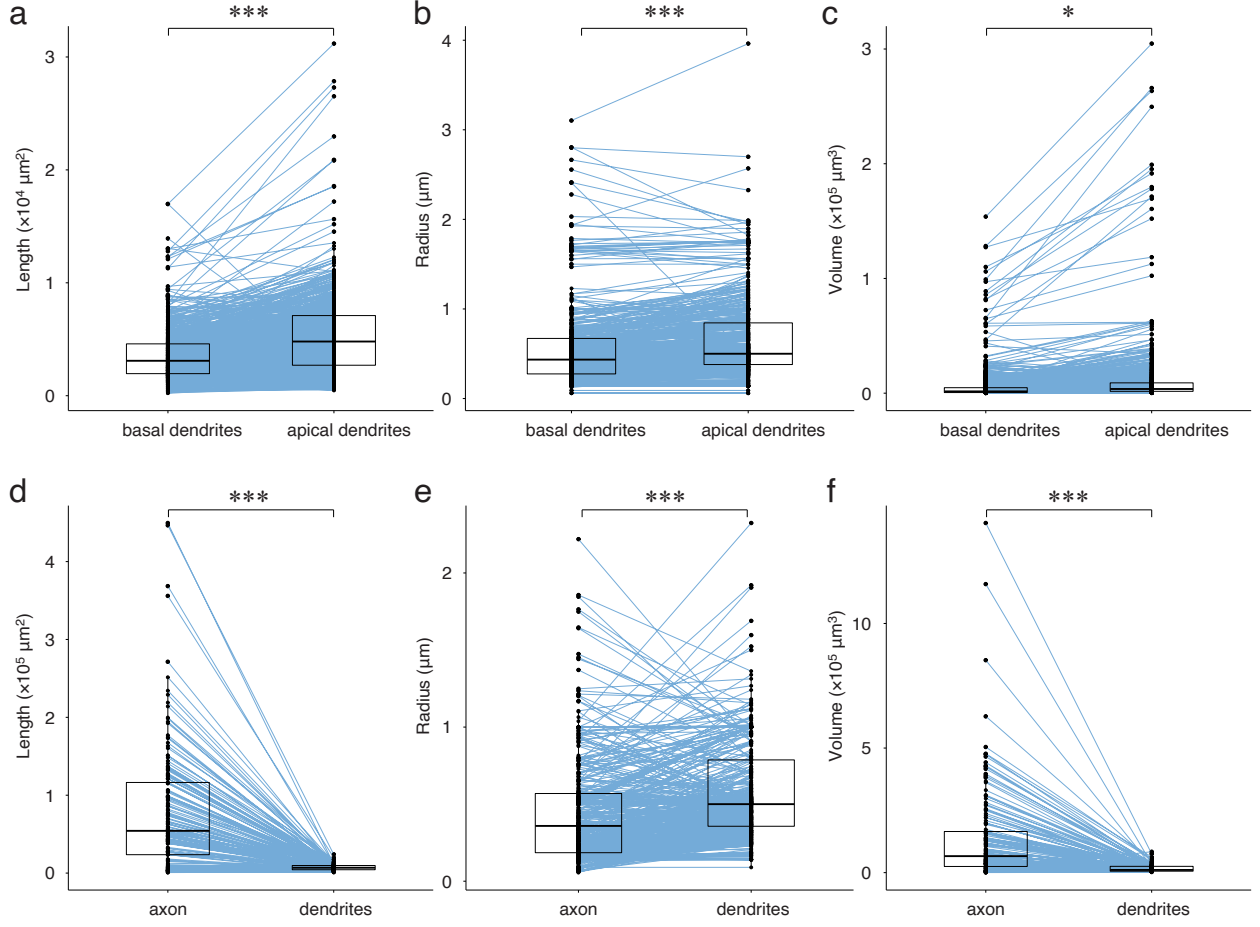 a
***
Length (×10⁴ µm²)
3
2
1
0
basal dendrites apical dendrites
b
***
Radius (µm)
4
3
2
1
0
basal dendrites apical dendrites
c
*
Volume (×10⁵ µm³)
3
2
1
0
basal dendrites apical dendrites
d
***
Length (×10⁵ µm²)
4
3
2
1
0
axon dendrites
e
***
Radius (µm)
2
1
0
axon dendrites
f
***
Volume (×10⁵ µm³)
10
5
0
axon dendrites